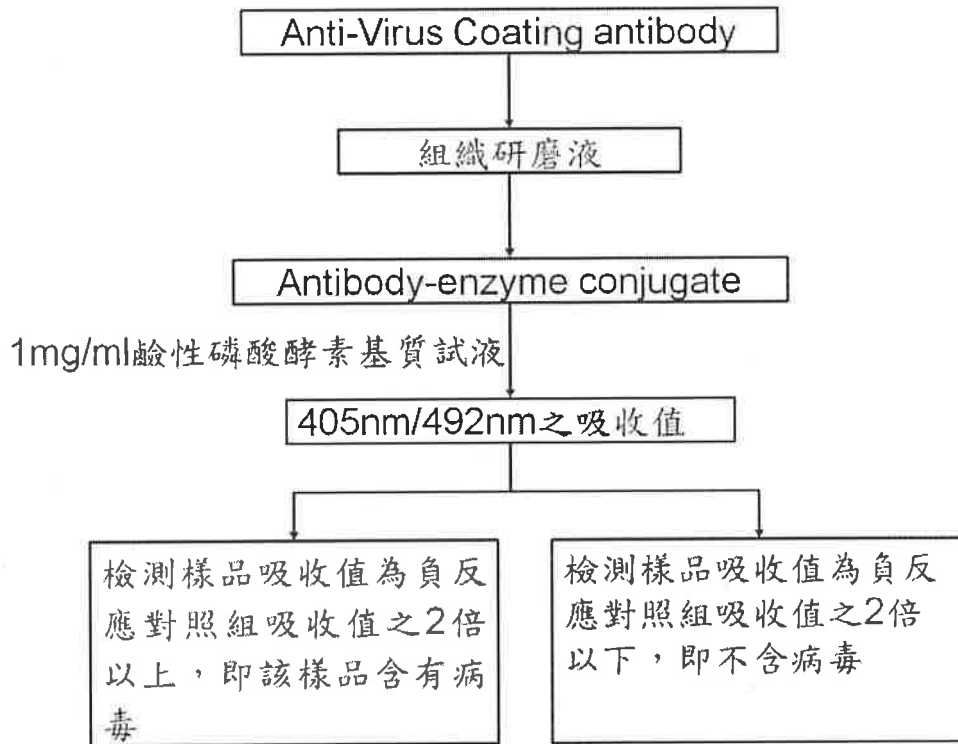 Anti-Virus Coating antibody
組織研磨液
Antibody-enzyme conjugate
1mg/ml鹼性磷酸酵素基質試液
405nm/492nm之吸收值
檢測樣品吸收值為負反
應對照組吸收值之2倍
以上，即該樣品含有病
毒
檢測樣品吸收值為負反
應對照組吸收值之2倍
以下，即不含病毒